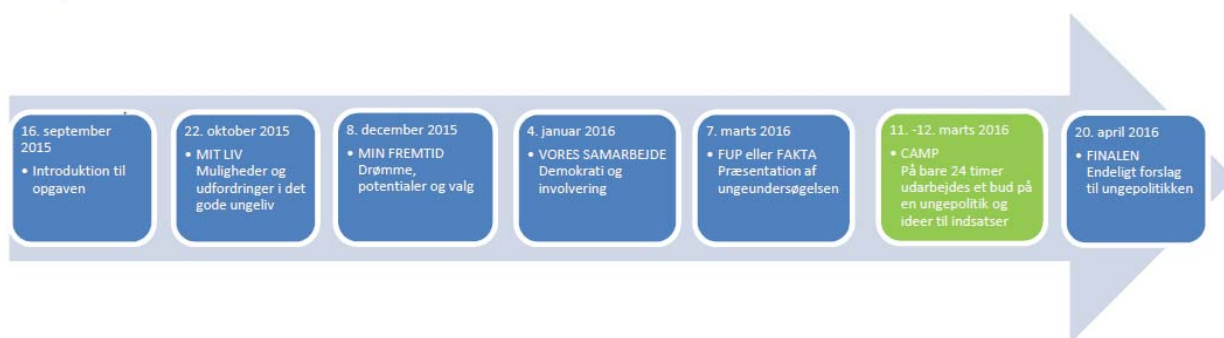 16. september
2015
• Introduktion til
opgaven
22. oktober 2015
• MIT LIV
Muligheder og
udfordringer i det
gode ungeliv
8. december 2015
• MIN FREMTID
Drømme,
potentialer og valg
4. januar 2016
• VORES SAMARBEJDE
Demokrati og
involvering
7. marts 2016
• FUP eller FAKTA
Præsentation af
ungeundersøgelsen
11. -12. marts 2016
• CAMP
På bare 24 timer
udarbejdes et bud på
en ungepolitik og
ideer til indsatser
20. april 2016
• FINALEN
Endeligt forslag
til ungepolitikken